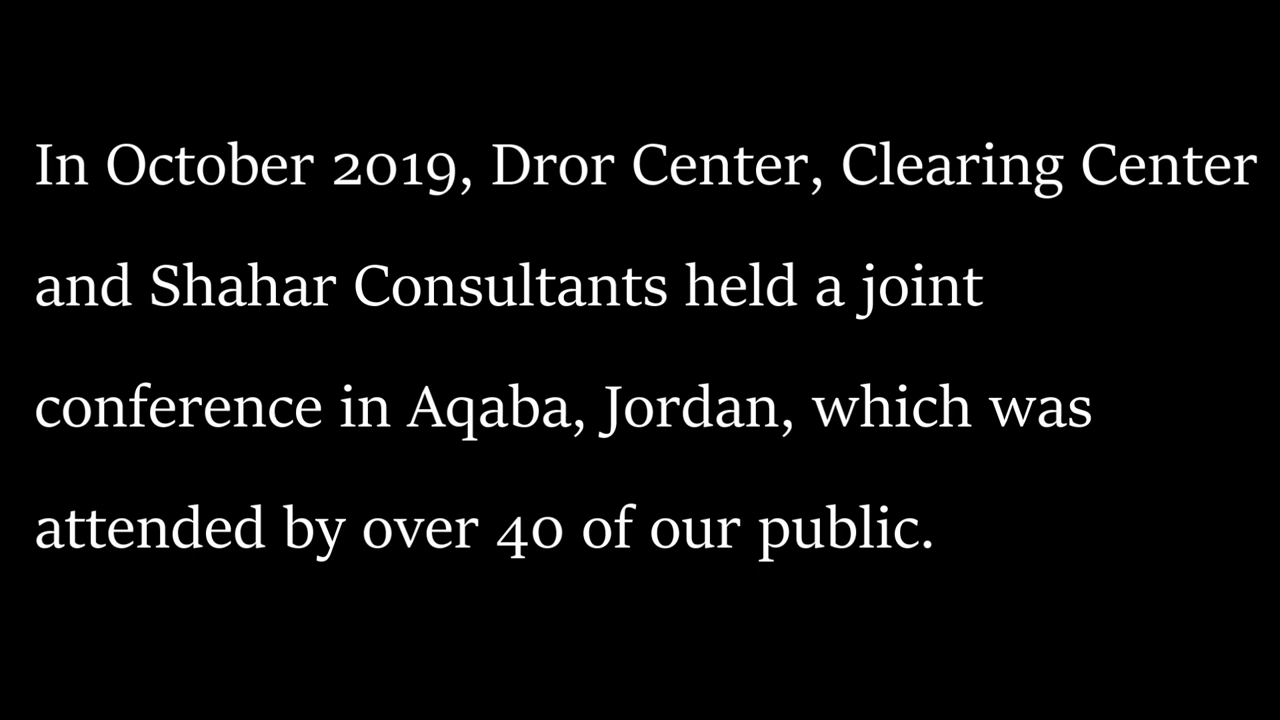 In October 2019, Dror Center, Clearing Center
and Shahar Consultants held a joint
conference in Aqaba, Jordan, which was
attended by over 40 of our public.